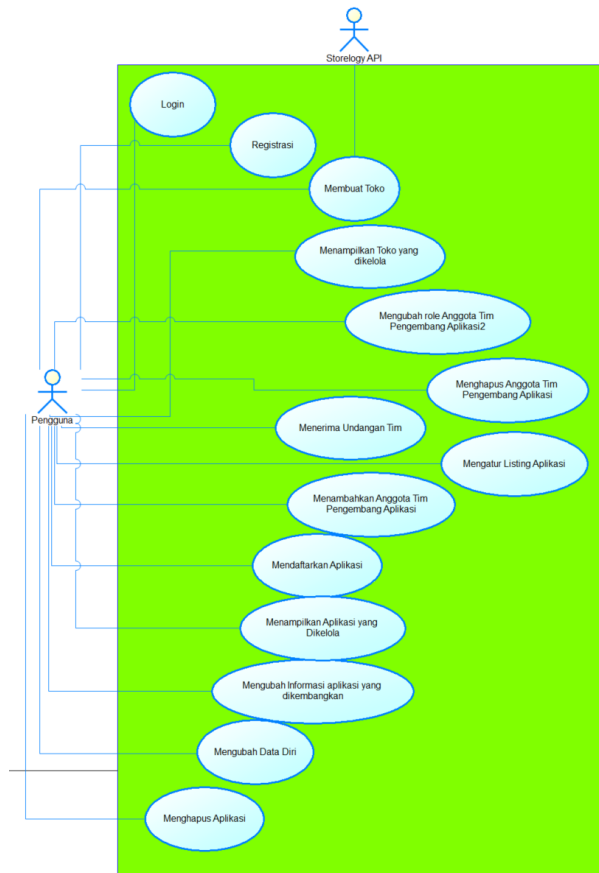 Storelogy API
Login
Registrasi
Membuat Toko
Menampilkan Toko yang
dikelola
Mengubah role Anggota Tim
Pengembang Aplikasi2
Menghapus Anggota Tim
Pengembang Aplikasi
Pengguna
Menerima Undangan Tim
Mengatur Listing Aplikasi
Menambahkan Anggota Tim
Pengembang Aplikasi
Mendaftarkan Aplikasi
Menampilkan Aplikasi yang
Dikelola
Mengubah Informasi aplikasi yang
dikembangkan
Mengubah Data Diri
Menghapus Aplikasi